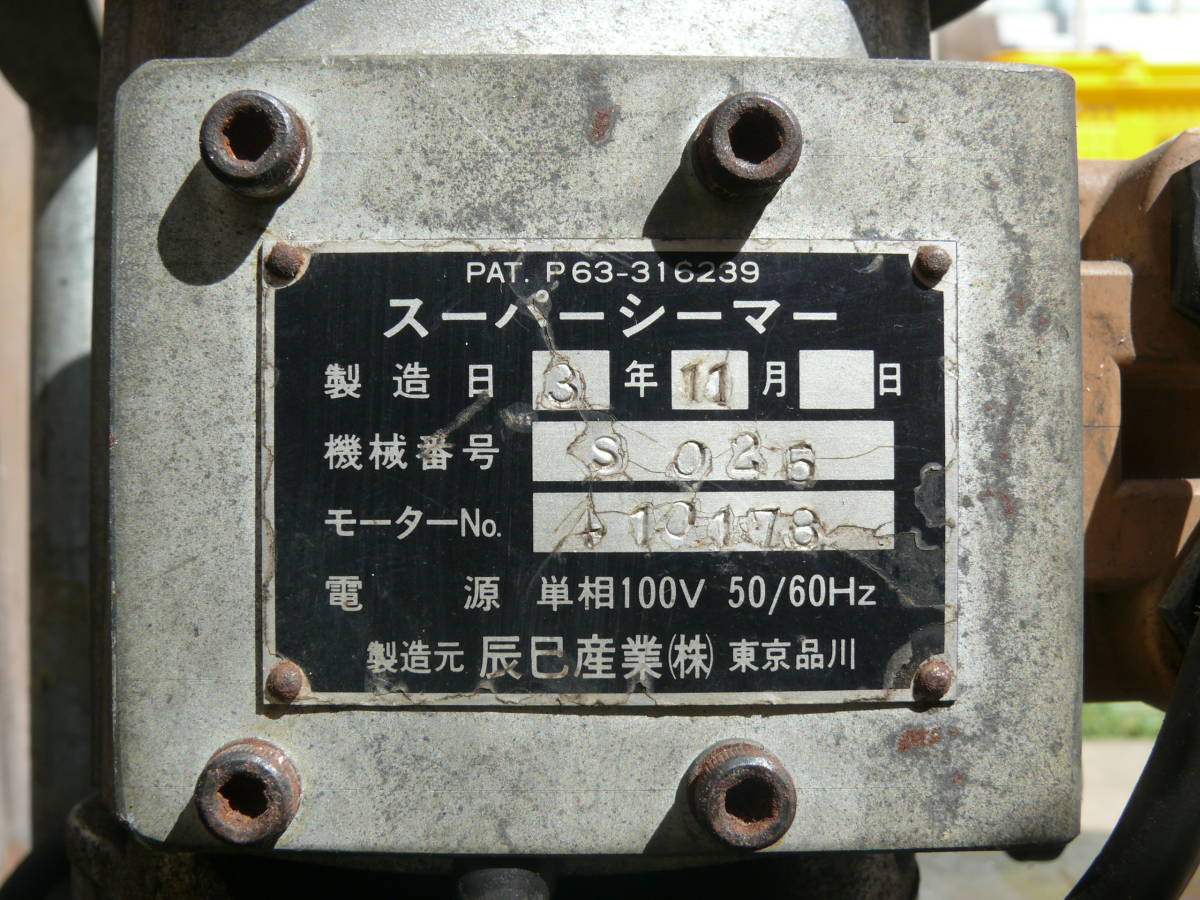 PAT. P63-316239
スーパーシーマー
製造日 3 年 11 月 日
機械番号 S 026
モーターNo.
電源 単相100V 50/60Hz
製造元 辰巳産業(株) 東京品川